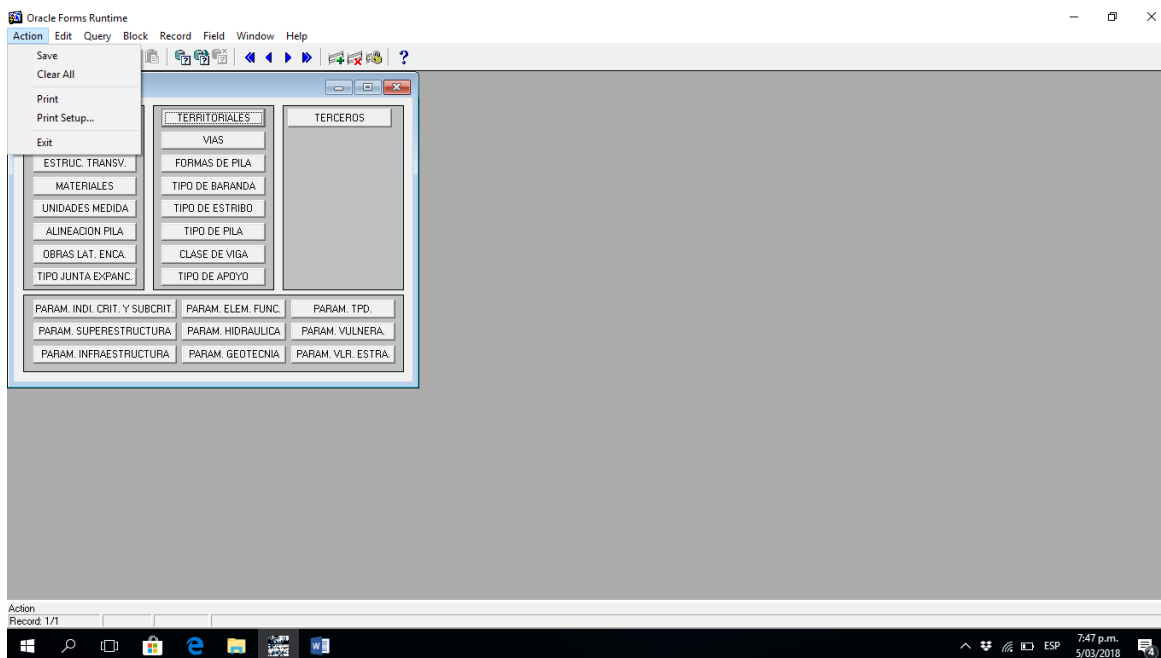 Oracle Forms Runtime
Action Edit Query Block Record Field Window Help
Save
Clear All
Print
Print Setup...
Exit
TERRITORIALES TERCEROS
VIAS
ESTRUC. TRANSV. FORMAS DE PILA
MATERIALES TIPO DE BARANDA
UNIDADES MEDIDA TIPO DE ESTRIBO
ALINEACION PILA TIPO DE PILA
OBRAS LAT. ENCA. CLASE DE VIGA
TIPO JUNTA EXPANC. TIPO DE APOYO
PARAM. INDI. CRIT. Y SUBCRIT. PARAM. ELEM. FUNC. PARAM. TPD.
PARAM. SUPERESTRUCTURA PARAM. HIDRAULICA PARAM. VULNERA.
PARAM. INFRAESTRUCTURA PARAM. GEOTECNIA PARAM. VLR. ESTRA.
Action
Record: 1/1
ESP 7:47 p.m.
5/03/2018 4